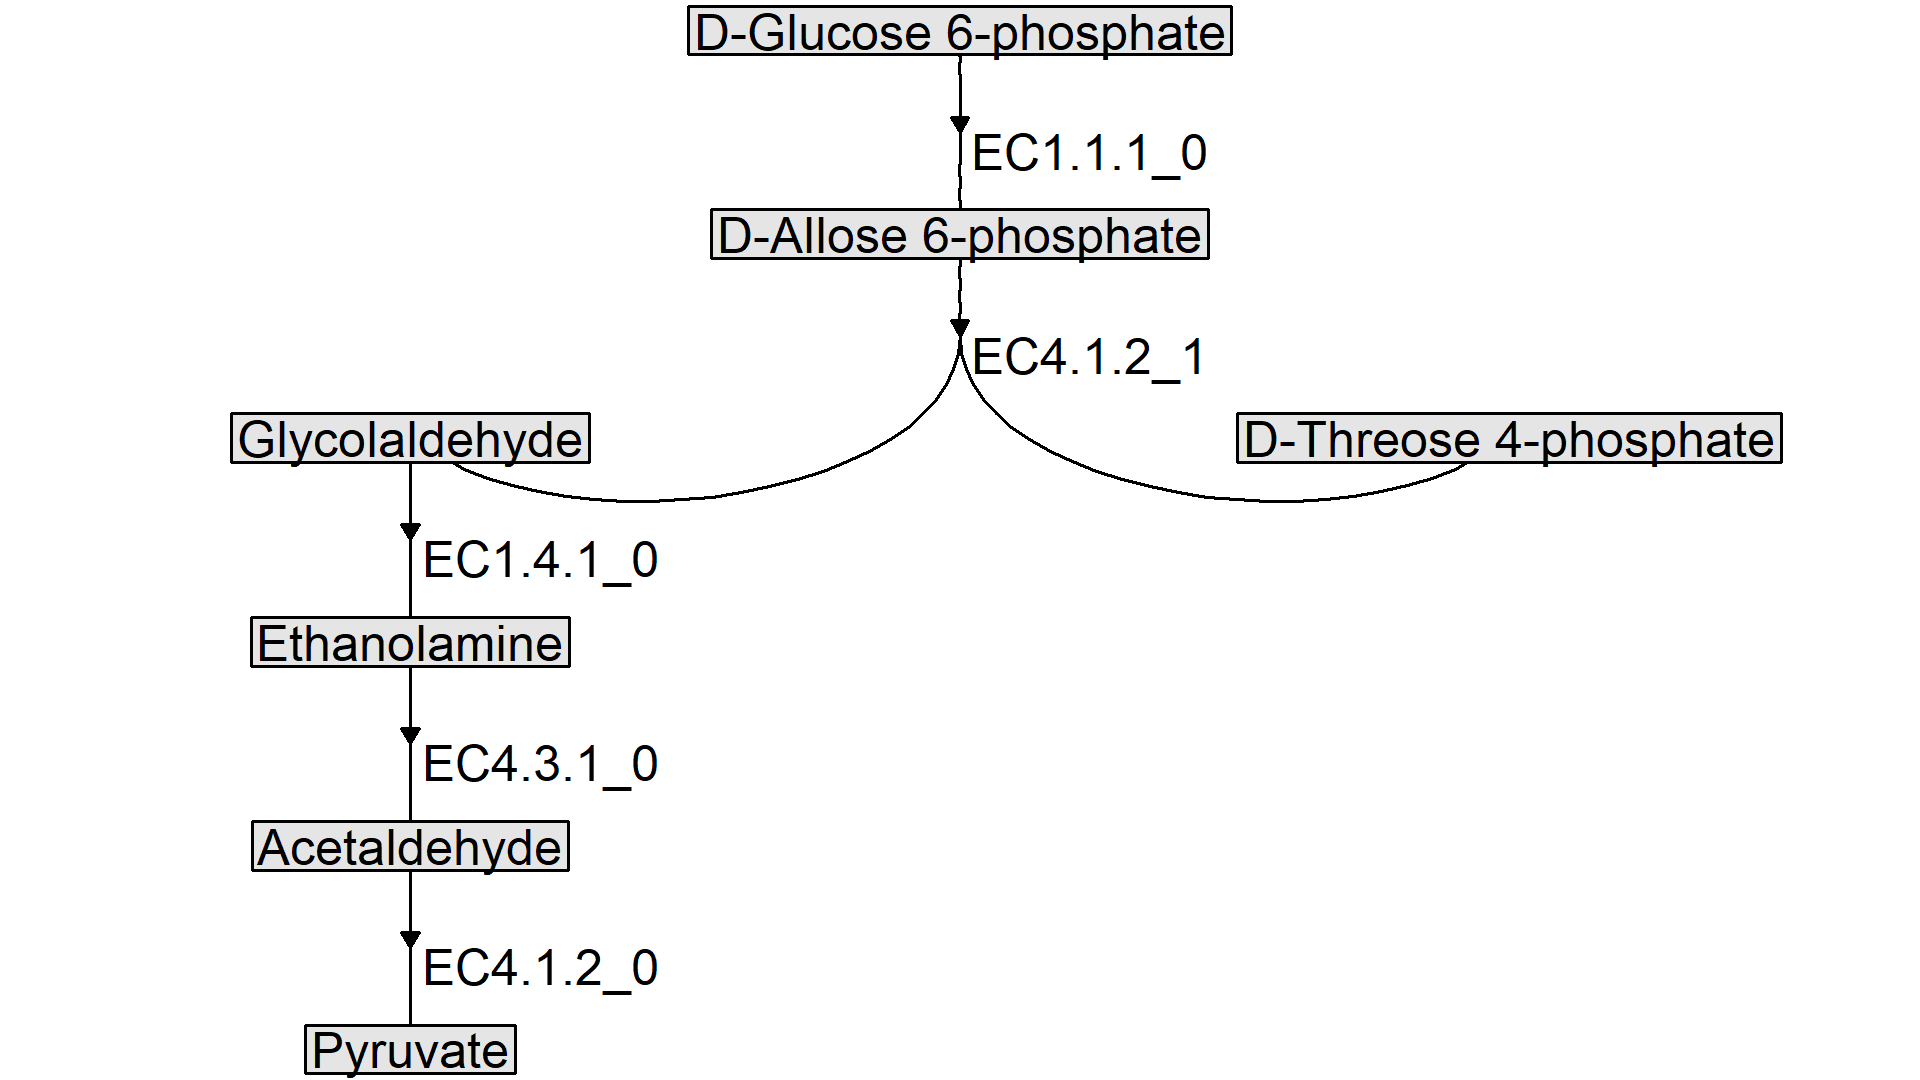 D-Glucose 6-phosphate
EC1.1.1_0
D-Allose 6-phosphate
EC4.1.2_1
Glycolaldehyde
D-Threose 4-phosphate
EC1.4.1_0
Ethanolamine
EC4.3.1_0
Acetaldehyde
EC4.1.2_0
Pyruvate